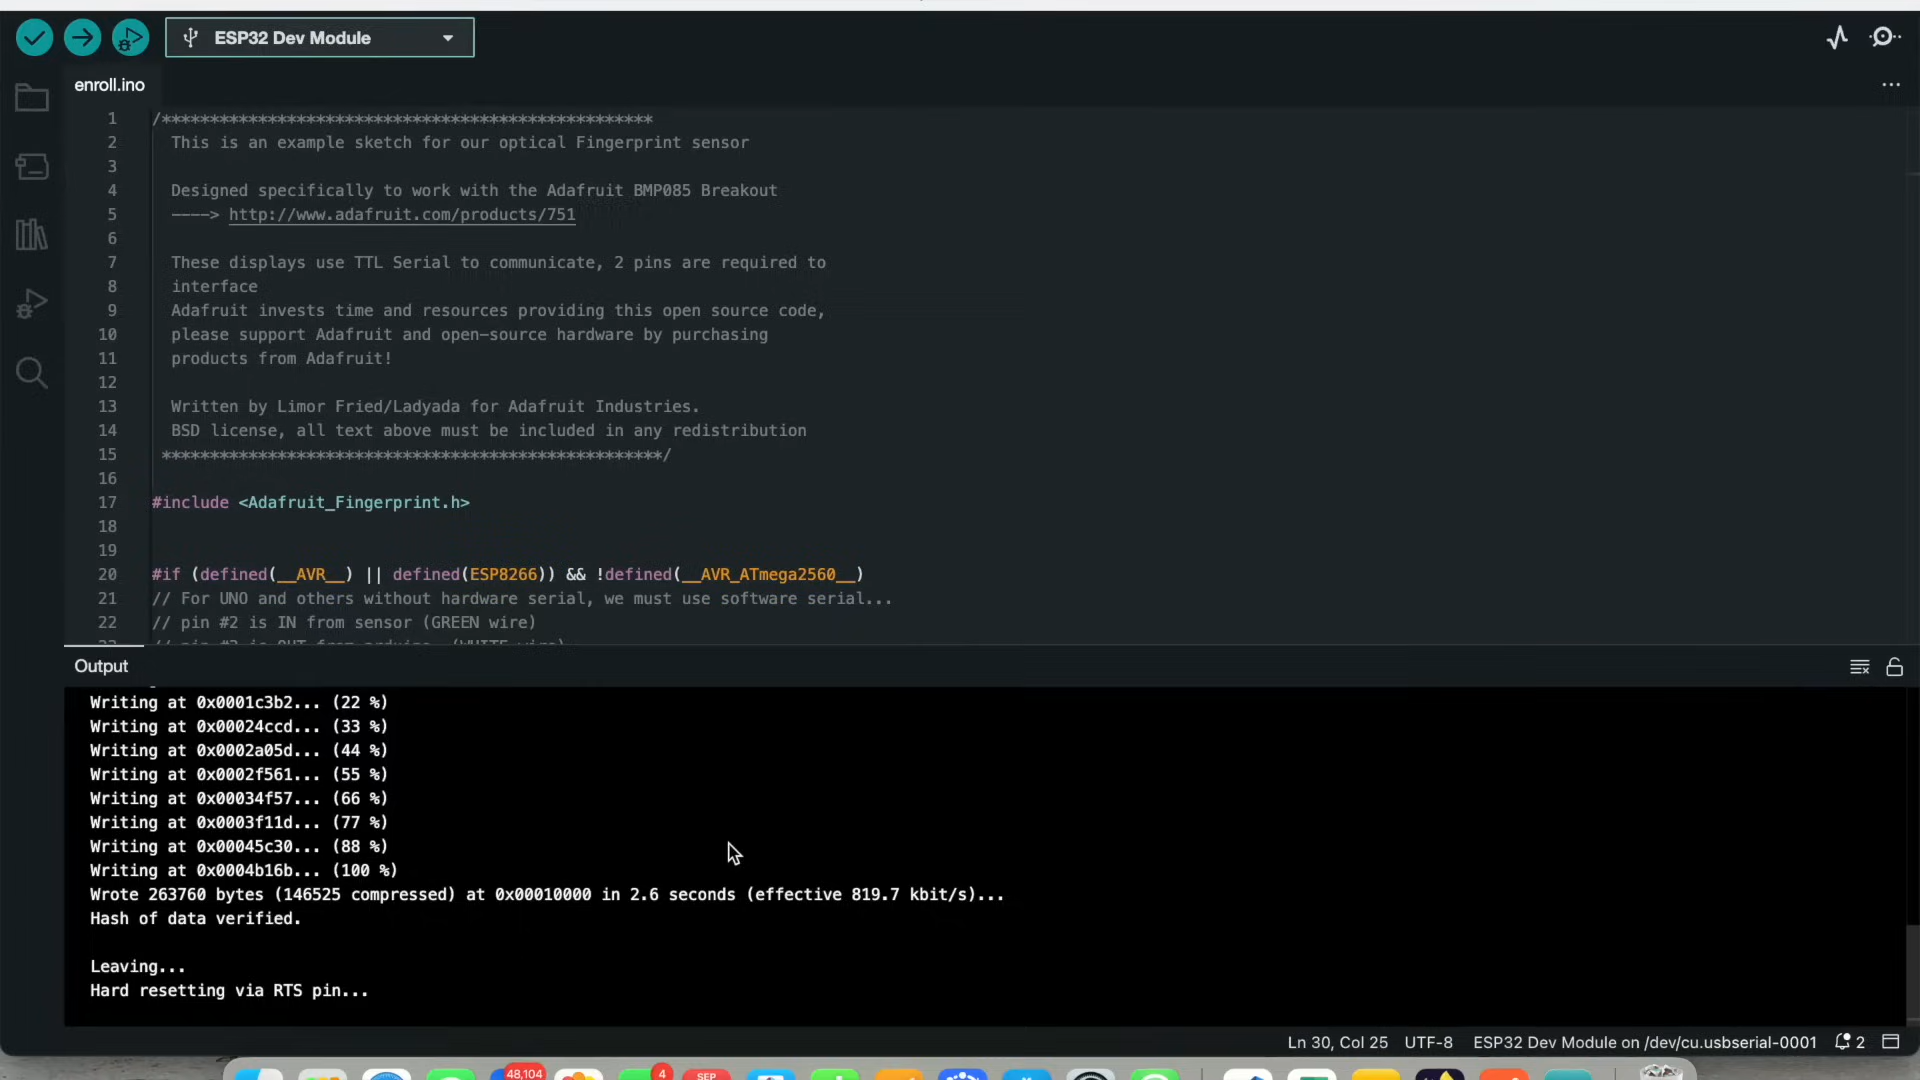 ESP32 Dev Module
enroll.ino
1 /***************************************************
2 This is an example sketch for our optical Fingerprint sensor
3
4 Designed specifically to work with the Adafruit BMP085 Breakout
5 ----> http://www.adafruit.com/products/751
6
7 These displays use TTL Serial to communicate, 2 pins are required to
8 interface
9 Adafruit invests time and resources providing this open source code,
10 please support Adafruit and open-source hardware by purchasing
11 products from Adafruit!
12
13 Written by Limor Fried/Ladyada for Adafruit Industries.
14 BSD license, all text above must be included in any redistribution
15 ****************************************************/
16
17 #include <Adafruit_Fingerprint.h>
18
19
20 #if (defined(__AVR__) || defined(ESP8266)) && !defined(__AVR_ATmega2560__)
21 // For UNO and others without hardware serial, we must use software serial...
22 // pin #2 is IN from sensor (GREEN wire)
Output
Writing at 0x0001c3b2... (22 %)
Writing at 0x00024ccd... (33 %)
Writing at 0x0002a05d... (44 %)
Writing at 0x0002f561... (55 %)
Writing at 0x00034f57... (66 %)
Writing at 0x0003f11d... (77 %)
Writing at 0x00045c30... (88 %)
Writing at 0x0004b16b... (100 %)
Wrote 263760 bytes (146525 compressed) at 0x00010000 in 2.6 seconds (effective 819.7 kbit/s)...
Hash of data verified.
Leaving...
Hard resetting via RTS pin...
Ln 30, Col 25 UTF-8 ESP32 Dev Module on /dev/cu.usbserial-0001 2
48,104 4 SEP